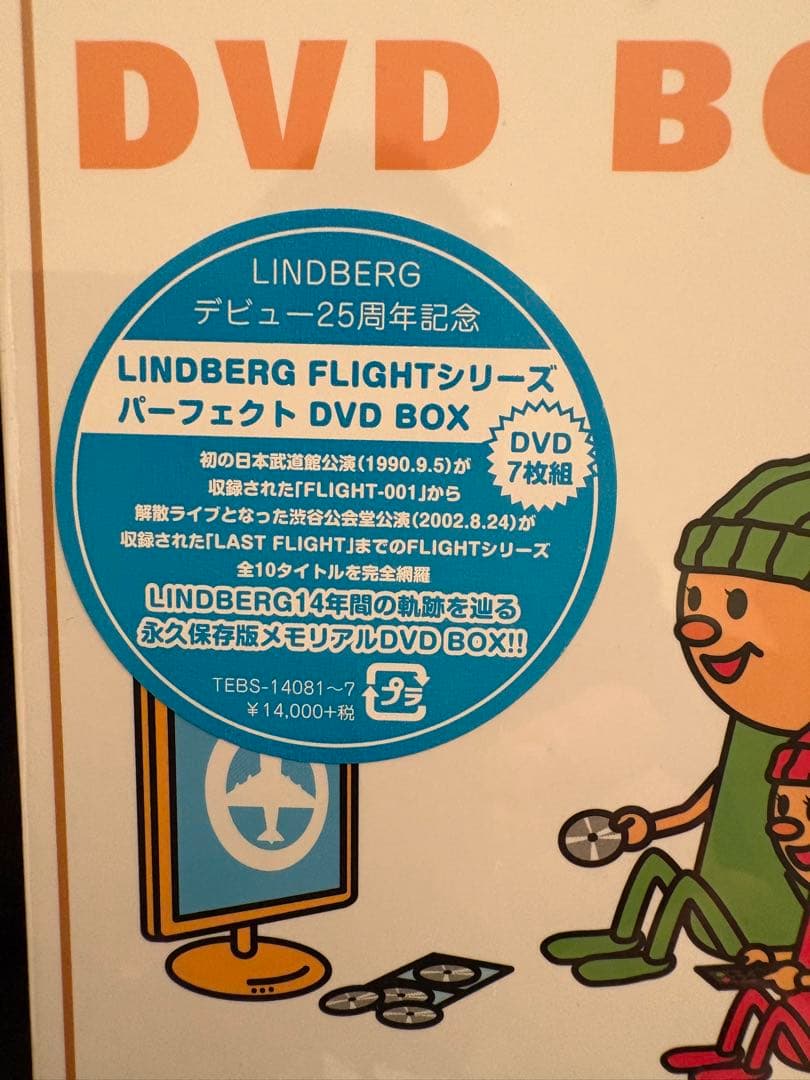 DVD BO
LINDBERG
デビュー25周年記念
LINDBERG FLIGHTシリーズ
パーフェクト DVD BOX
DVD
7枚組
初の日本武道館公演(1990.9.5)が
収録された「FLIGHT-001」から
解散ライブとなった渋谷公会堂公演(2002.8.24)が
収録された「LAST FLIGHT」までのFLIGHTシリーズ
全10タイトルを完全網羅
LINDBERG14年間の軌跡を辿る
永久保存版メモリアルDVD BOX!!
TEBS-14081〜7
¥14,000+税
プラ